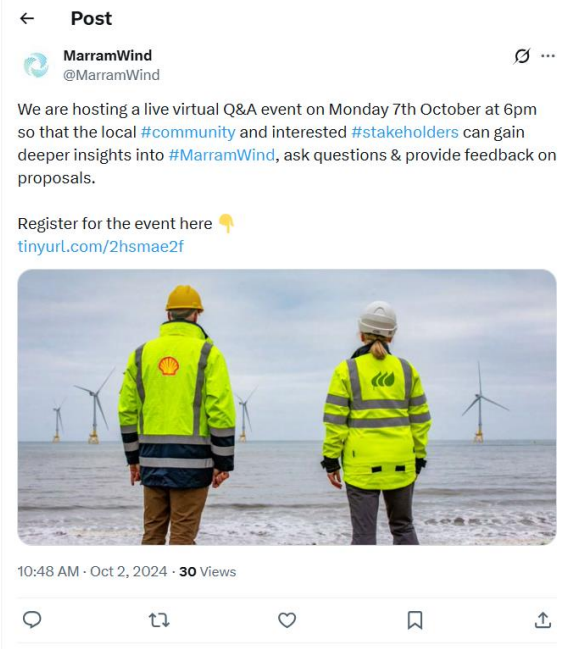 Post
MarramWind
@MarramWind
We are hosting a live virtual Q&A event on Monday 7th October at 6pm
so that the local #community and interested #stakeholders can gain
deeper insights into #MarramWind, ask questions & provide feedback on
proposals.
Register for the event here 👇
tinyurl.com/2hsmae2f
10:48 AM · Oct 2, 2024 · 30 Views